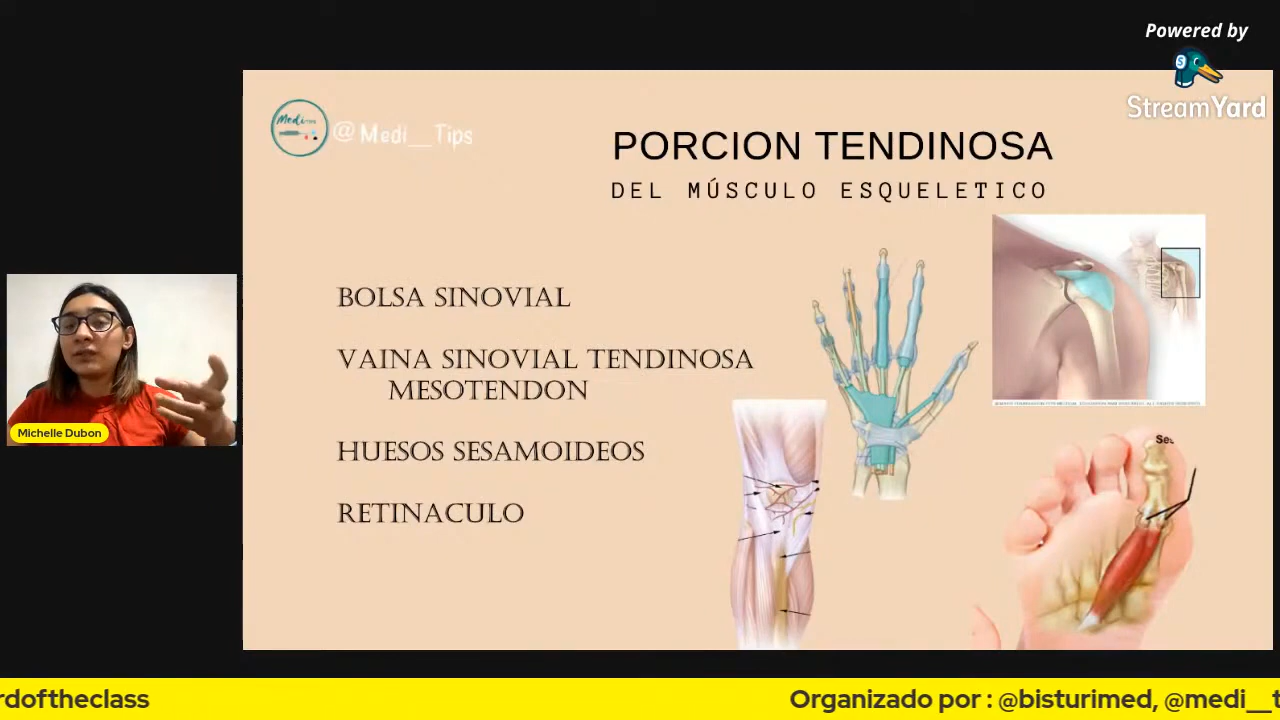 Powered by
StreamYard
Medi
@Medi__Tips
PORCION TENDINOSA
DEL MÚSCULO ESQUELETICO
BOLSA SINOVIAL
VAINA SINOVIAL TENDINOSA
MESOTENDON
HUESOS SESAMOIDEOS
RETINACULO
Michelle Dubon
rdoftheclass
Organizado por : @bisturimed, @medi__t